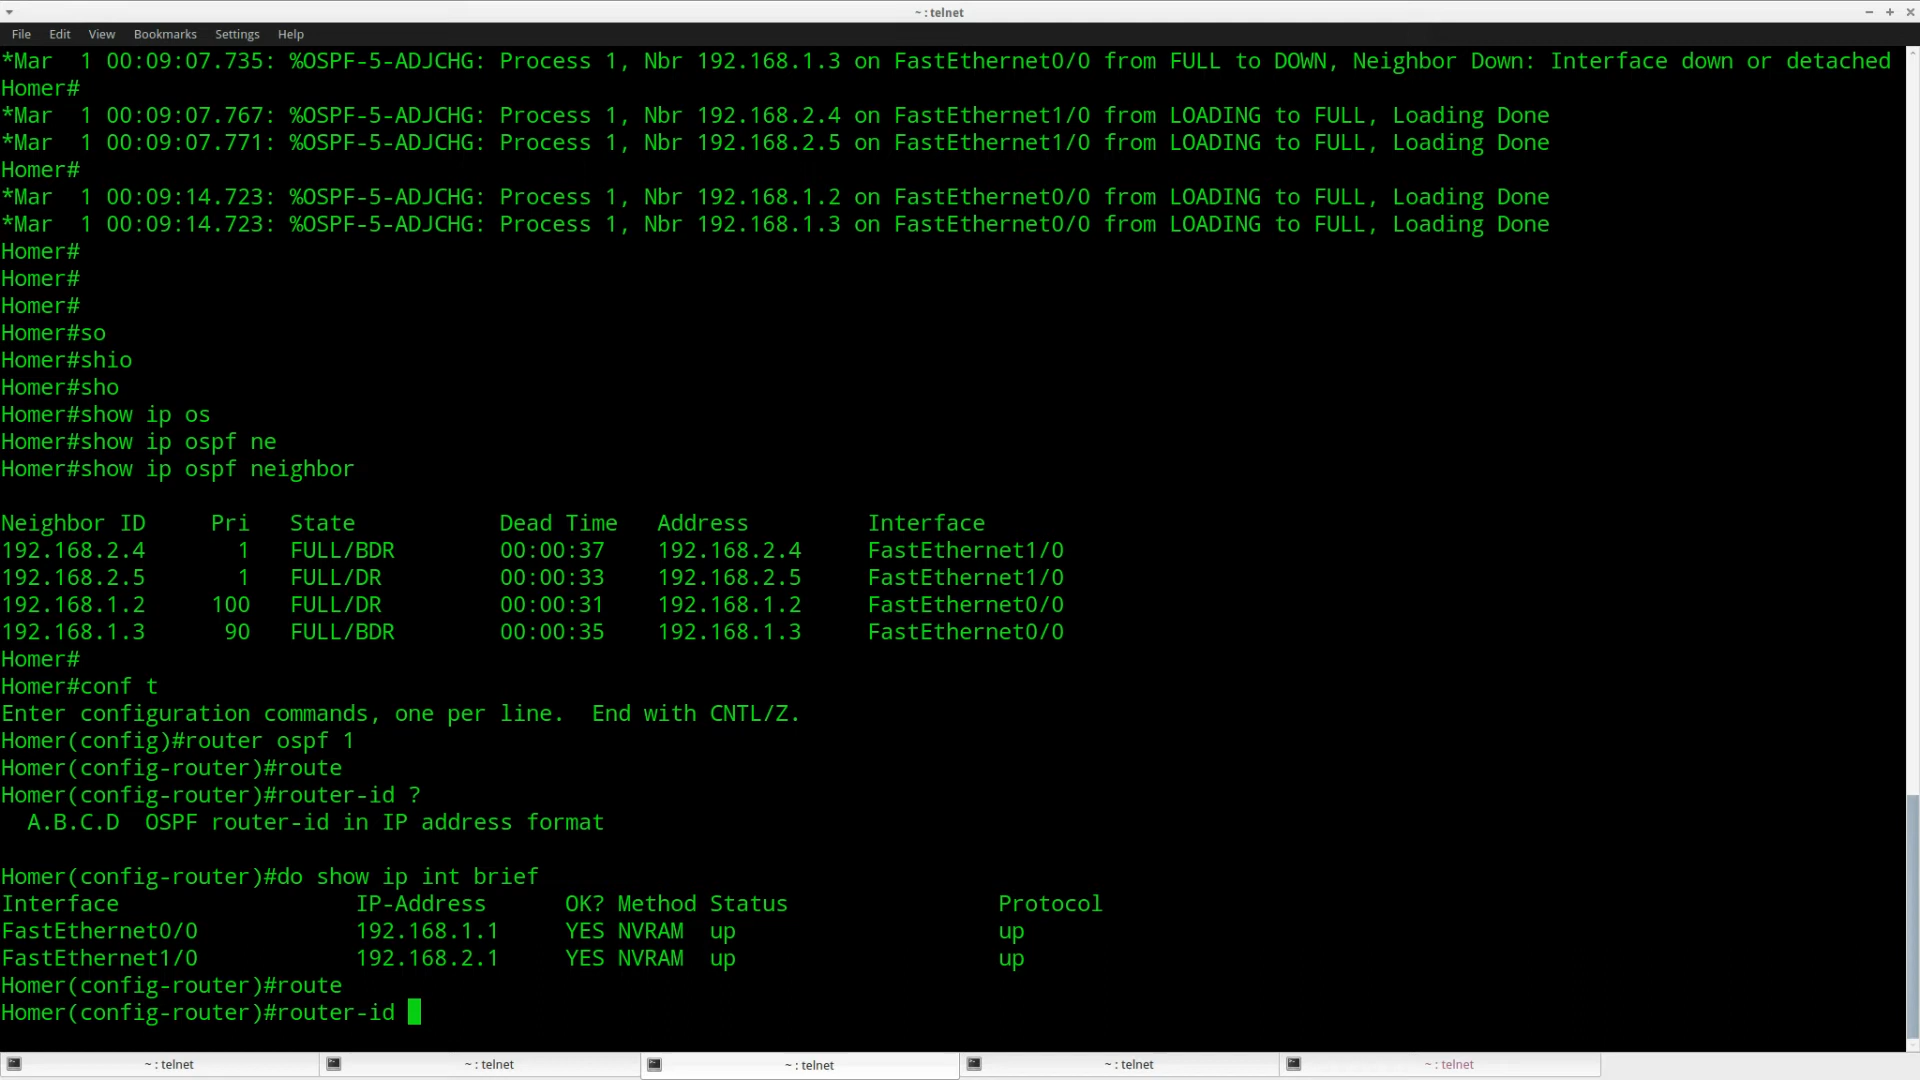 ~ : telnet
File Edit View Bookmarks Settings Help
*Mar  1 00:09:07.735: %OSPF-5-ADJCHG: Process 1, Nbr 192.168.1.3 on FastEthernet0/0 from FULL to DOWN, Neighbor Down: Interface down or detached
Homer#
*Mar  1 00:09:07.767: %OSPF-5-ADJCHG: Process 1, Nbr 192.168.2.4 on FastEthernet1/0 from LOADING to FULL, Loading Done
*Mar  1 00:09:07.771: %OSPF-5-ADJCHG: Process 1, Nbr 192.168.2.5 on FastEthernet1/0 from LOADING to FULL, Loading Done
Homer#
*Mar  1 00:09:14.723: %OSPF-5-ADJCHG: Process 1, Nbr 192.168.1.2 on FastEthernet0/0 from LOADING to FULL, Loading Done
*Mar  1 00:09:14.723: %OSPF-5-ADJCHG: Process 1, Nbr 192.168.1.3 on FastEthernet0/0 from LOADING to FULL, Loading Done
Homer#
Homer#
Homer#
Homer#so
Homer#shio
Homer#sho
Homer#show ip os
Homer#show ip ospf ne
Homer#show ip ospf neighbor
Neighbor ID     Pri   State           Dead Time   Address         Interface
192.168.2.4       1   FULL/BDR        00:00:37    192.168.2.4     FastEthernet1/0
192.168.2.5       1   FULL/DR         00:00:33    192.168.2.5     FastEthernet1/0
192.168.1.2     100   FULL/DR         00:00:31    192.168.1.2     FastEthernet0/0
192.168.1.3      90   FULL/BDR        00:00:35    192.168.1.3     FastEthernet0/0
Homer#
Homer#conf t
Enter configuration commands, one per line.  End with CNTL/Z.
Homer(config)#router ospf 1
Homer(config-router)#route
Homer(config-router)#router-id ?
  A.B.C.D  OSPF router-id in IP address format
Homer(config-router)#do show ip int brief
Interface                  IP-Address      OK? Method Status                Protocol
FastEthernet0/0            192.168.1.1     YES NVRAM  up                    up
FastEthernet1/0            192.168.2.1     YES NVRAM  up                    up
Homer(config-router)#route
Homer(config-router)#router-id
~ : telnet ~ : telnet ~ : telnet ~ : telnet ~ : telnet